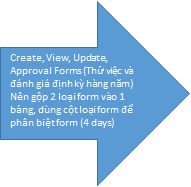 Create, View, Update,
Approval Forms (Thử việc và
đánh giá định kỳ hàng năm)
Nên gộp 2 loại form vào 1
bảng, dùng cột loại form để
phân biệt form (4 days)